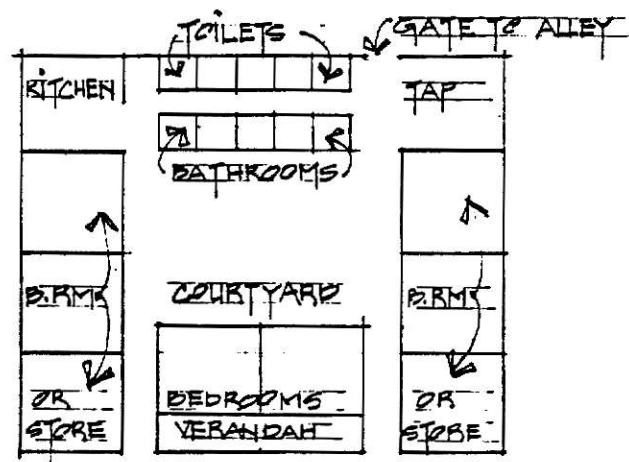 TOILETS
GATE TO ALLEY
KITCHEN
TAP
BATHROOMS
B.RMS
COURTYARD
B.RMS
OR
STORE
BEDROOMS
VERANDAH
OR
STORE